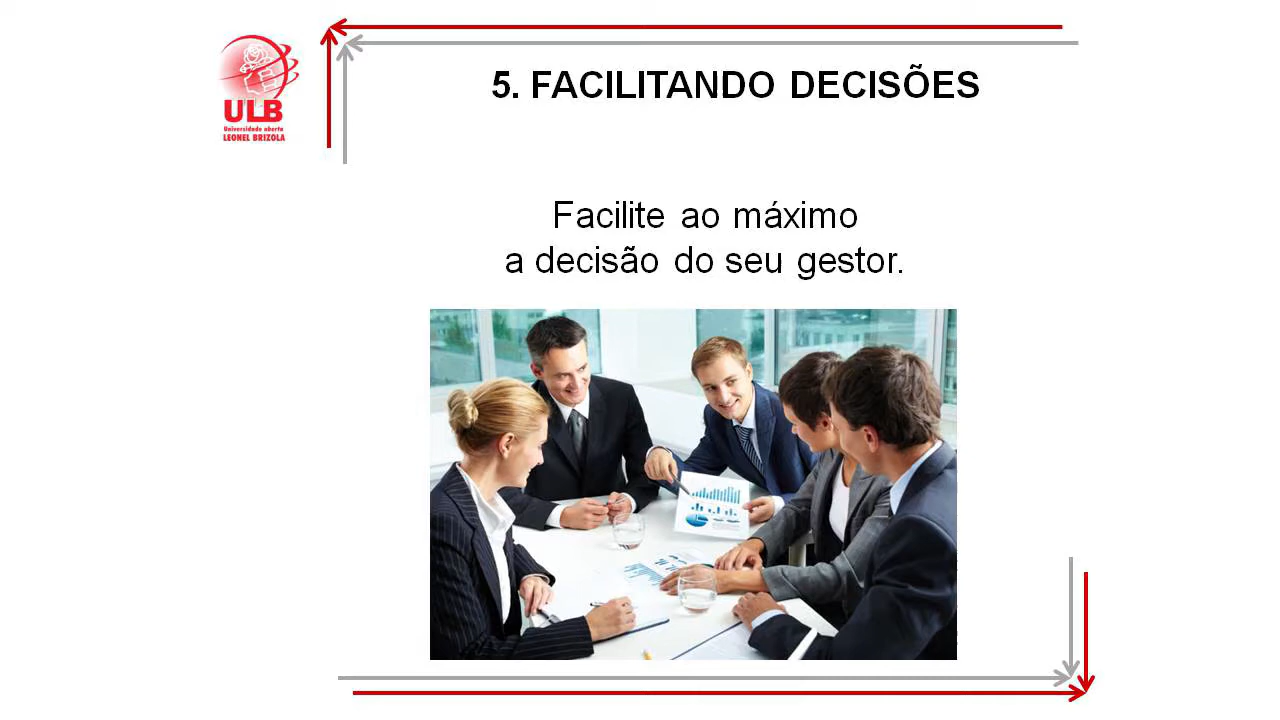 ULB
Universidade aberta
LEONEL BRIZOLA
5. FACILITANDO DECISÕES
Facilite ao máximo
a decisão do seu gestor.